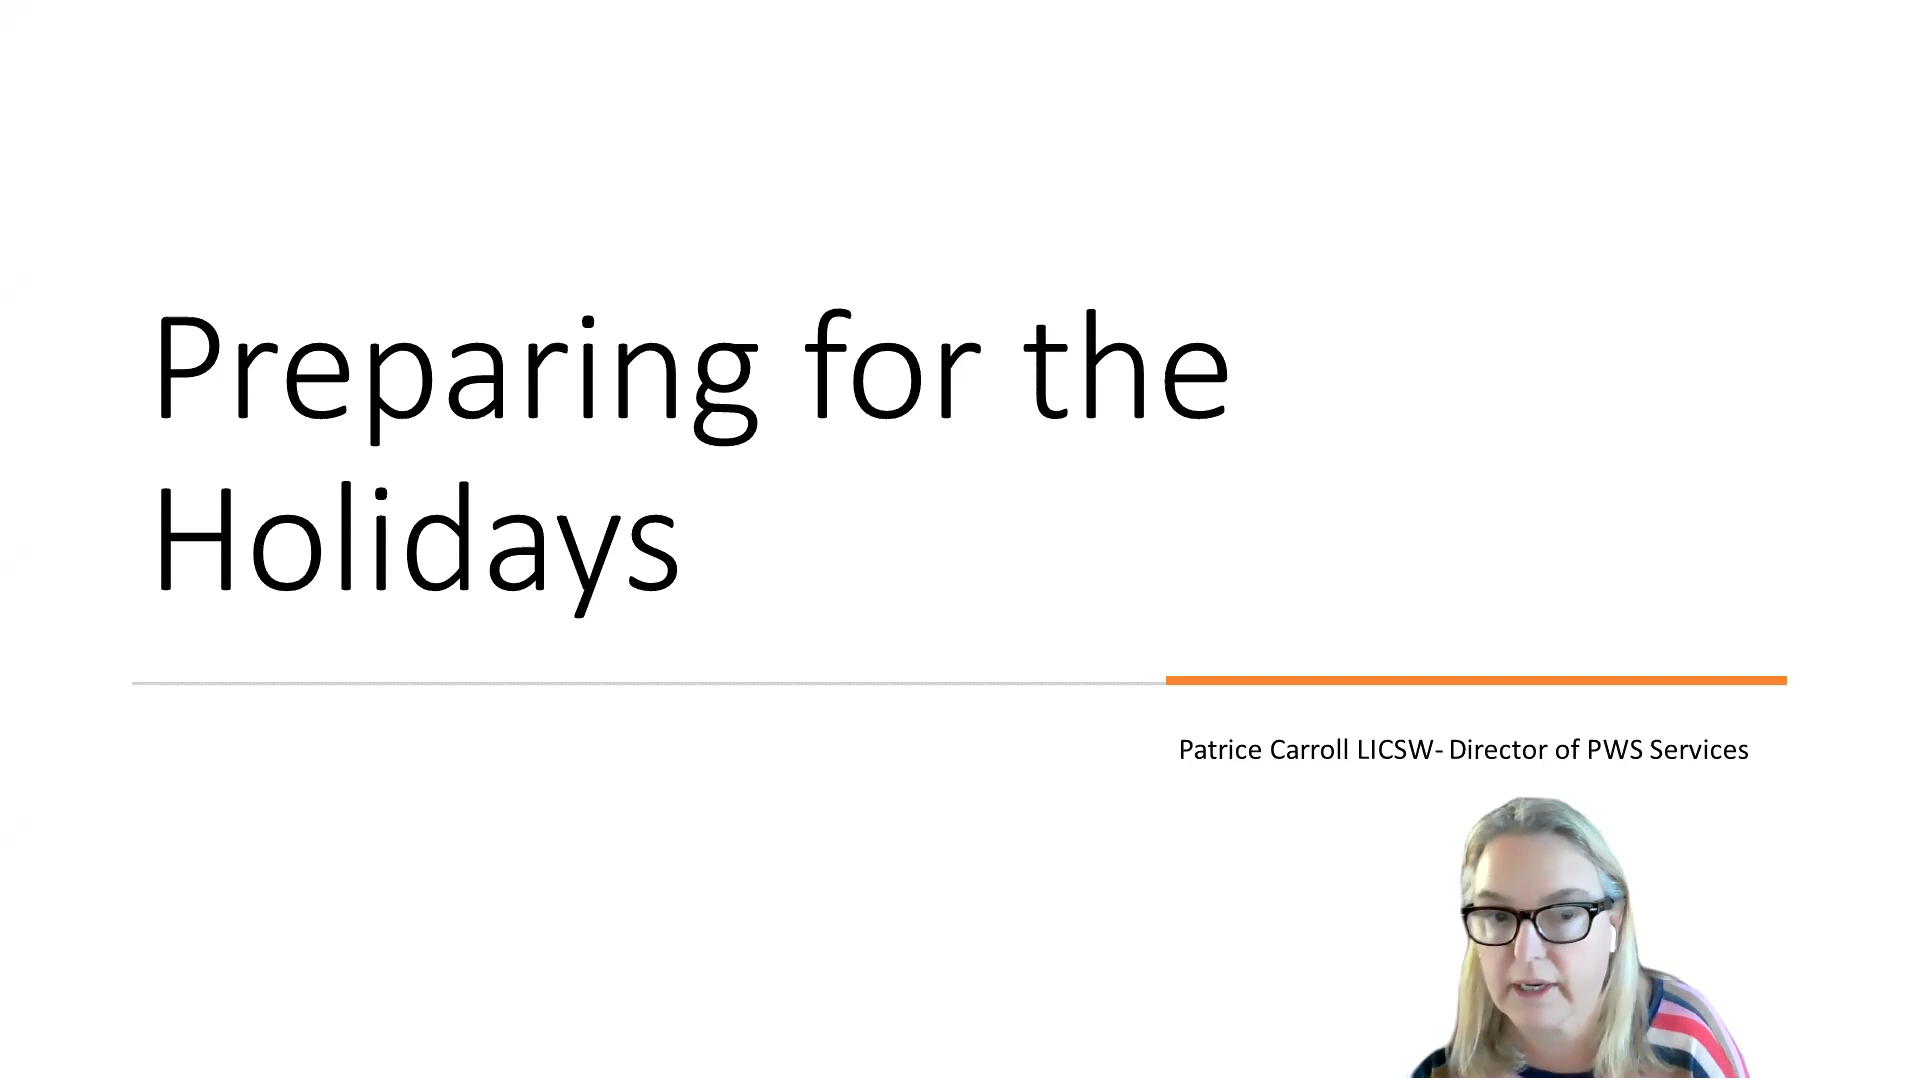 Preparing for the
Holidays
Patrice Carroll LICSW- Director of PWS Services